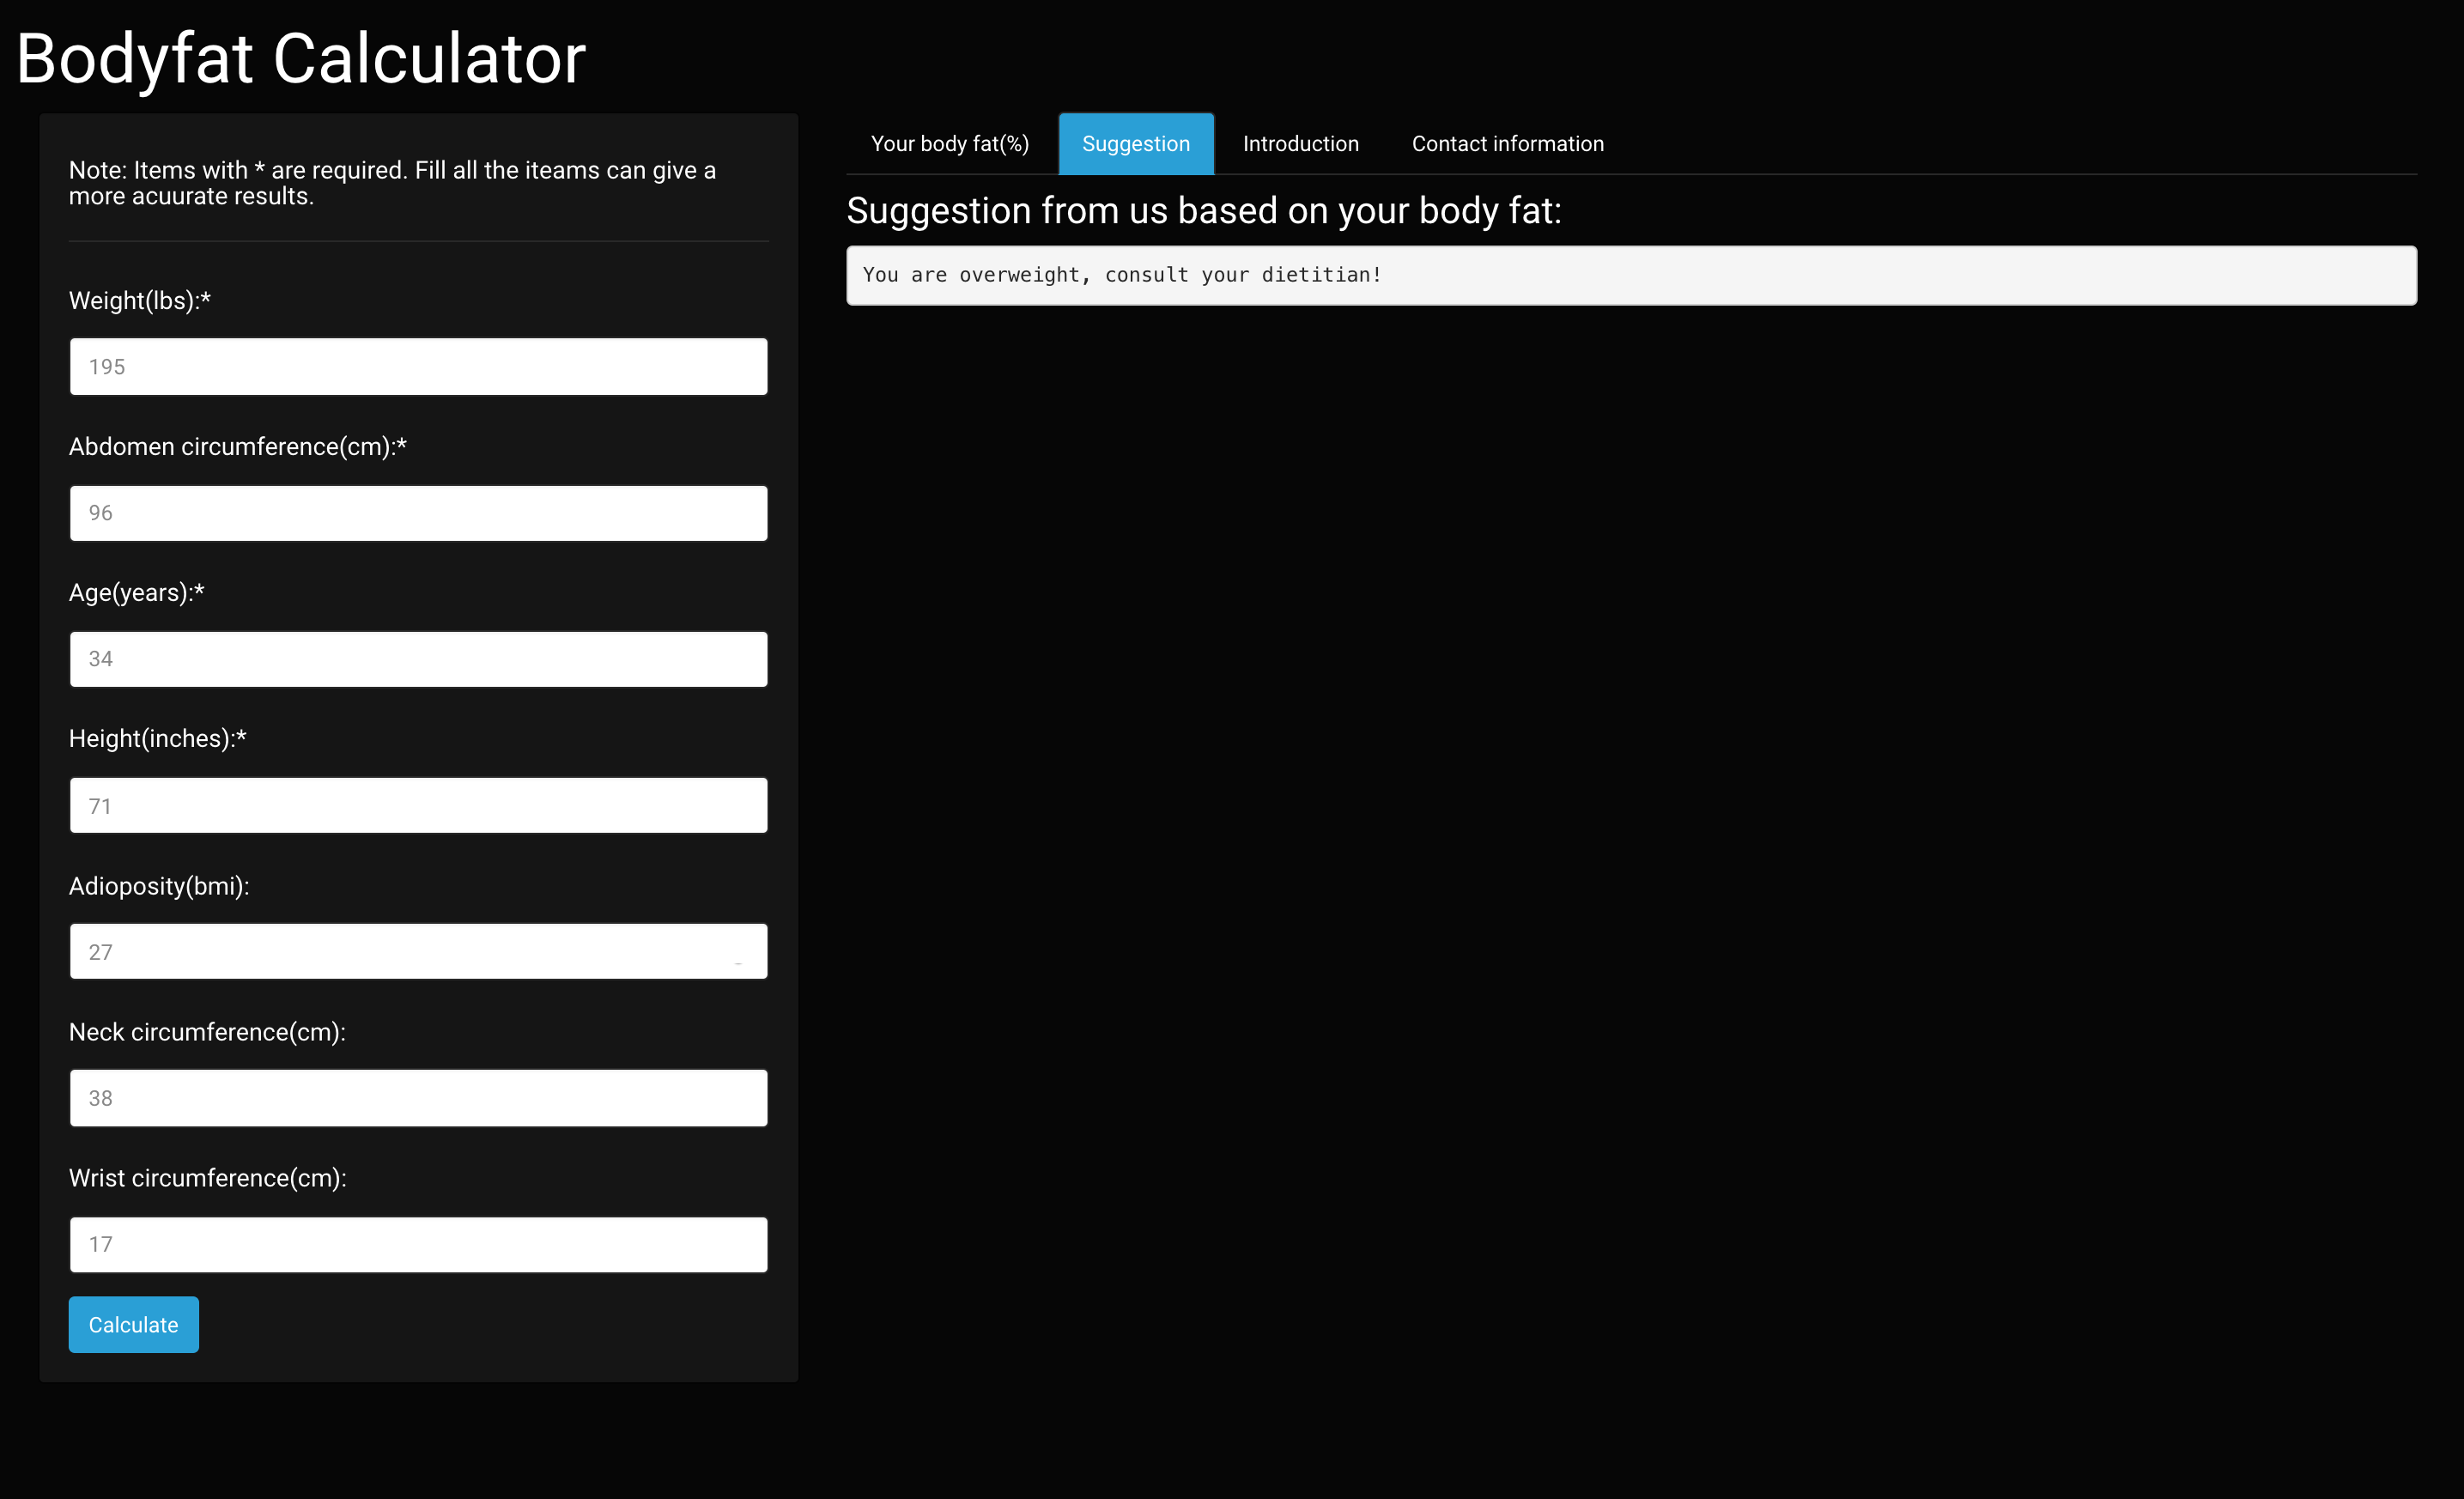 Bodyfat Calculator
Note: Items with * are required. Fill all the iteams can give a
more acuurate results.
Weight(lbs):*
195
Abdomen circumference(cm):*
96
Age(years):*
34
Height(inches):*
71
Adioposity(bmi):
27
Neck circumference(cm):
38
Wrist circumference(cm):
17
Calculate
Your body fat(%) Suggestion Introduction Contact information
Suggestion from us based on your body fat:
You are overweight, consult your dietitian!